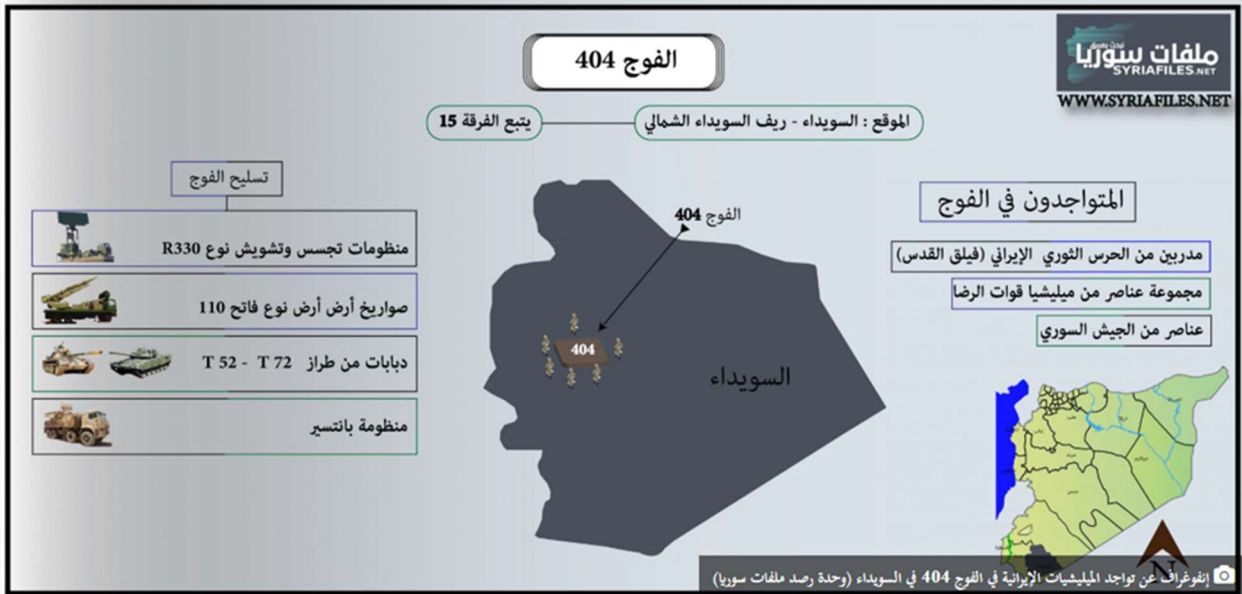 الفوج 404
نبحث بعمق
ملفات سوريا
SYRIAFILES.NET
WWW.SYRIAFILES.NET
الموقع : السويداء - ريف السويداء الشمالي
يتبع الفرقة 15
المتواجدون في الفوج
مدربين من الحرس الثوري الإيراني (فيلق القدس)
مجموعة عناصر من ميليشيا قوات الرضا
عناصر من الجيش السوري
الفوج 404
404
السويداء
تسليح الفوج
منظومات تجسس وتشويش نوع R330
صواريخ أرض أرض نوع فاتح 110
دبابات من طراز T 52 - T 72
منظومة بانتسير
N
إنفوغراف عن تواجد الميليشيات الإيرانية في الفوج 404 في السويداء (وحدة رصد ملفات سوريا)